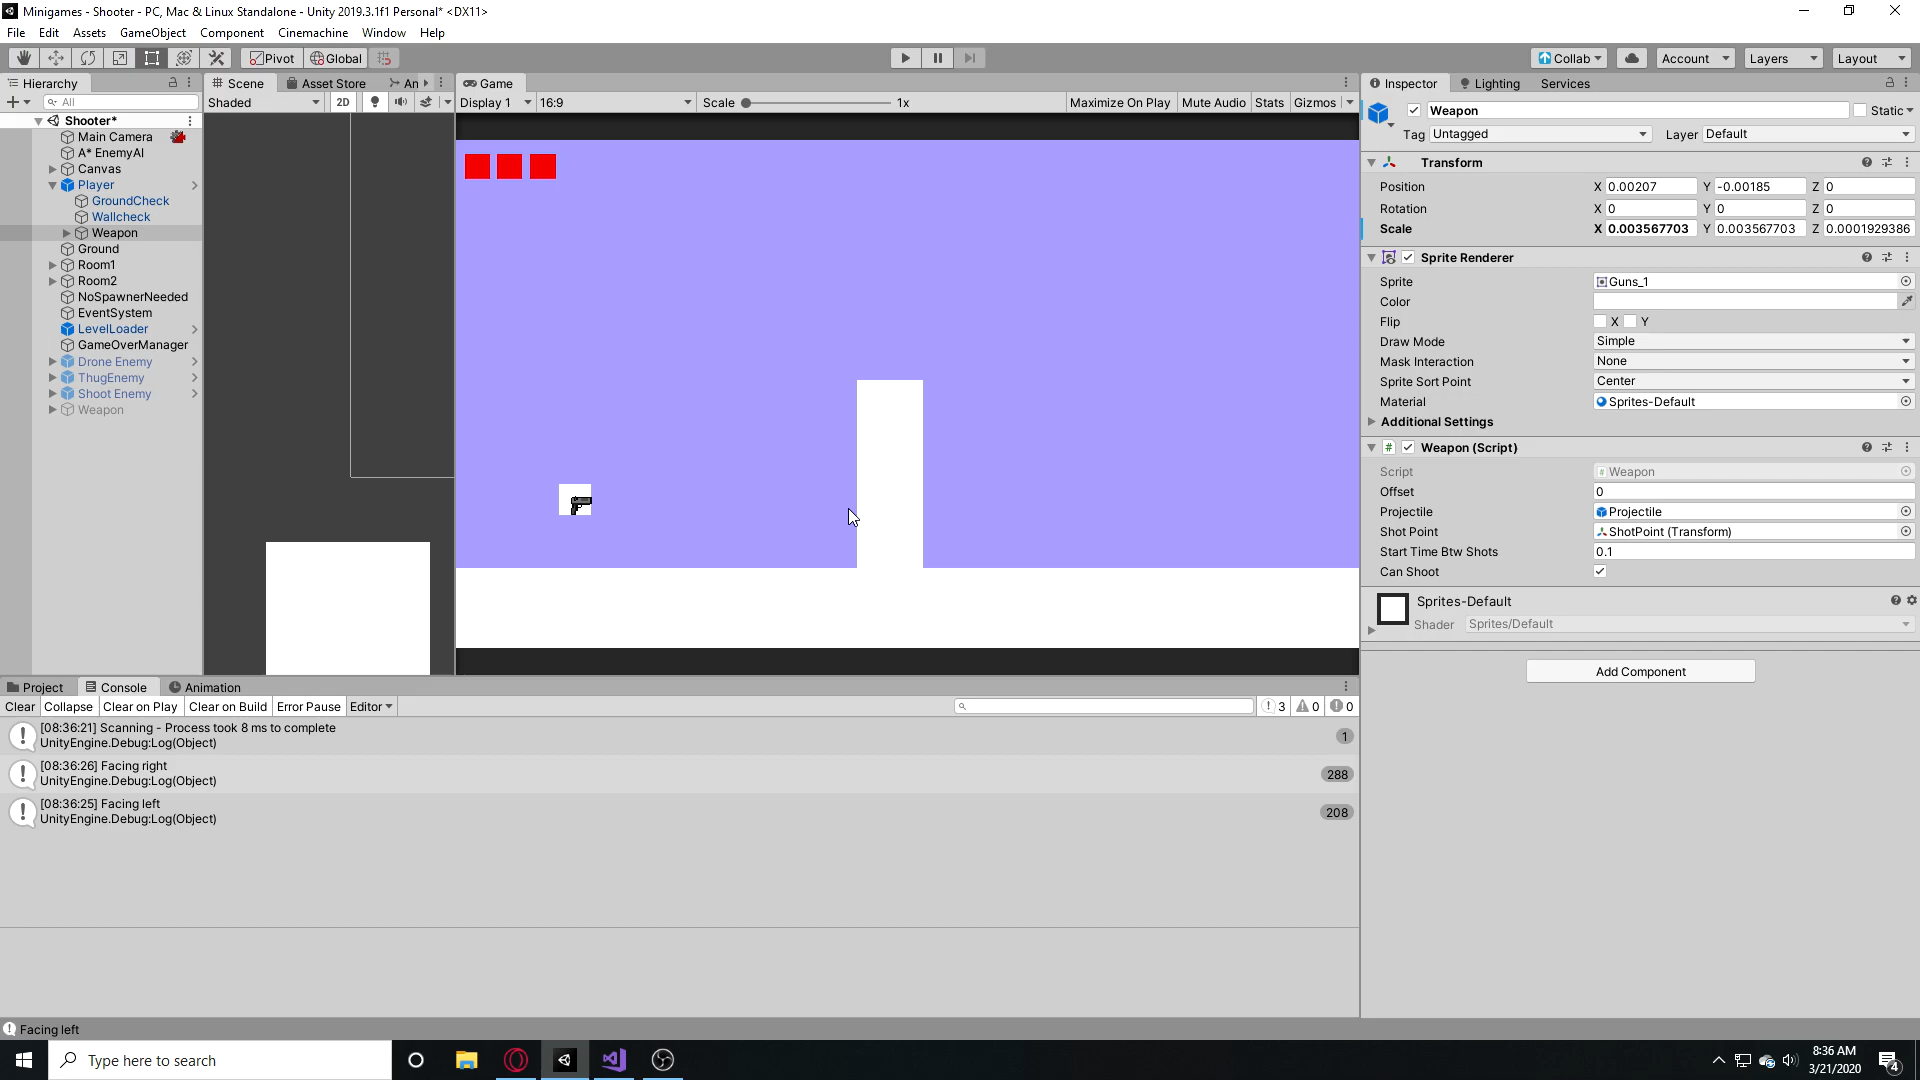 Minigames - Shooter - PC, Mac & Linux Standalone - Unity 2019.3.1f1 Personal* <DX11>
File Edit Assets GameObject Component Cinemachine Window Help
Pivot Global Collab Account Layers Layout
Hierarchy
All
Shooter*
Main Camera
A* EnemyAI
Canvas
Player
GroundCheck
Wallcheck
Weapon
Ground
Room1
Room2
NoSpawnerNeeded
EventSystem
LevelLoader
GameOverManager
Drone Enemy
ThugEnemy
Shoot Enemy
Weapon
Scene Asset Store An
Shaded 2D
Game
Display 1 16:9 Scale 1x Maximize On Play Mute Audio Stats Gizmos
Inspector Lighting Services
Weapon Static
Tag Untagged Layer Default
Transform
Position X 0.00207 Y -0.00185 Z 0
Rotation X 0 Y 0 Z 0
Scale X 0.003567703 Y 0.003567703 Z 0.0001929386
Sprite Renderer
Sprite Guns_1
Color
Flip X Y
Draw Mode Simple
Mask Interaction None
Sprite Sort Point Center
Material Sprites-Default
Additional Settings
# Weapon (Script)
Script # Weapon
Offset 0
Projectile Projectile
Shot Point ShotPoint (Transform)
Start Time Btw Shots 0.1
Can Shoot
Sprites-Default
Shader Sprites/Default
Add Component
Project Console Animation
Clear Collapse Clear on Play Clear on Build Error Pause Editor 3 0 0
[08:36:21] Scanning - Process took 8 ms to complete
UnityEngine.Debug:Log(Object) 1
[08:36:26] Facing right
UnityEngine.Debug:Log(Object) 288
[08:36:25] Facing left
UnityEngine.Debug:Log(Object) 208
Facing left
Type here to search
8:36 AM
3/21/2020
4